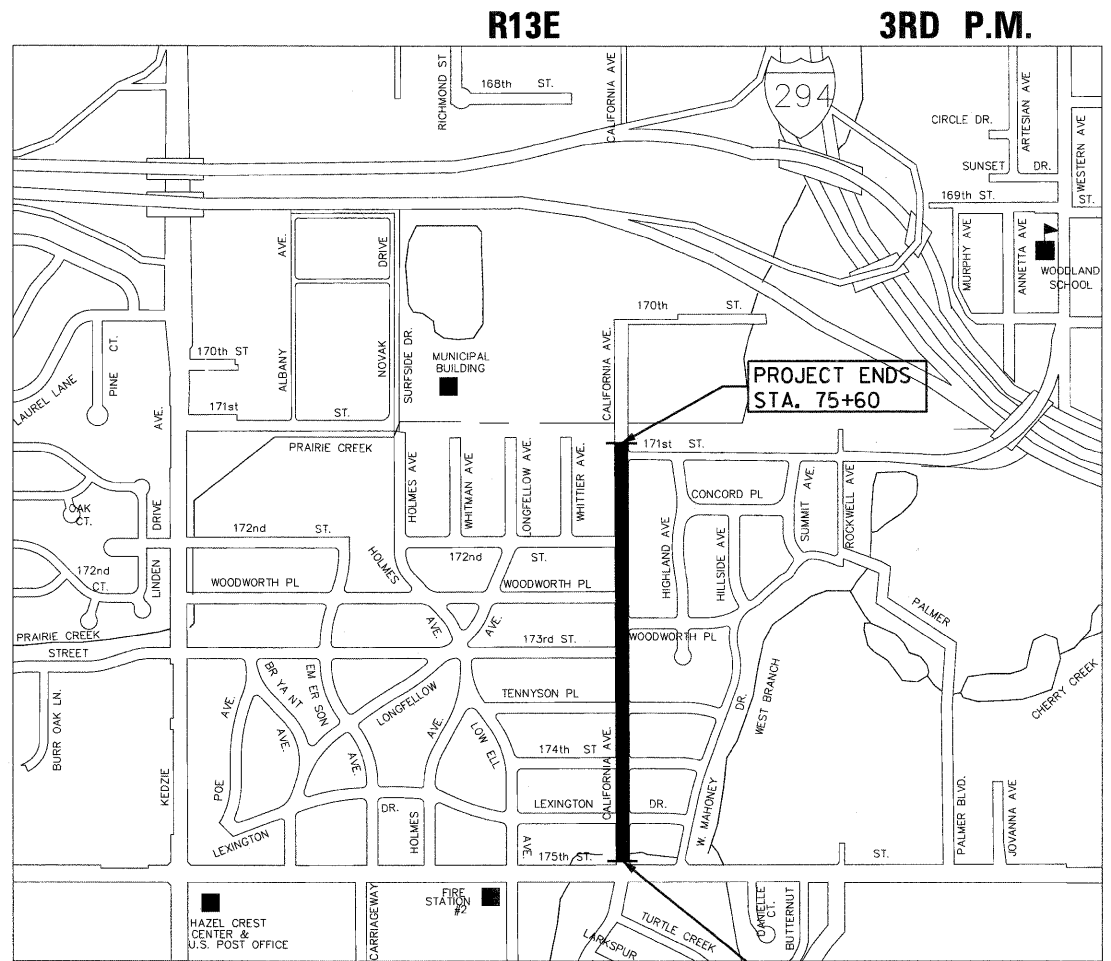 R13E
3RD P.M.
RICHMOND ST
168th ST.
CALIFORNIA AVE
294
CIRCLE DR.
ARTESIAN AVE
WESTERN AVE
SUNSET DR.
169th ST.
ST.
MURPHY AVE
ANNETTA AVE
WOODLAND
SCHOOL
AVE.
ALBANY
DRIVE
NOVAK
SURFSIDE DR.
MUNICIPAL
BUILDING
170th ST.
CALIFORNIA AVE.
PINE CT.
LAUREL LANE
170th ST
171st ST.
PROJECT ENDS
STA. 75+60
PRAIRIE CREEK
171st ST.
HOLMES AVE
WHITMAN AVE
LONGFELLOW AVE.
WHITTIER AVE.
CONCORD PL
SUMMIT AVE.
ROCKWELL AVE
OAK
CT.
AVE.
DRIVE
LINDEN
172nd ST.
172nd
CT.
HOLMES
AVE.
172nd ST.
WOODWORTH PL
WOODWORTH PL
HIGHLAND AVE
HILLSIDE AVE
PALMER
PRAIRIE CREEK
STREET
AVE.
173rd ST.
WOODWORTH PL
BURR OAK LN.
KEDZIE
POE AVE.
BRYANT
AVE.
EMERSON
AVE.
LONGFELLOW
AVE.
LOWELL
AVE.
TENNYSON PL
174th ST
CALIFORNIA AVE.
W. MAHONEY DR.
WEST BRANCH
CHERRY CREEK
LEXINGTON
DR.
HOLMES
LEXINGTON DR.
175th ST.
ST.
PALMER BLVD.
JOVANNA AVE
HAZEL CREST
CENTER &
U.S. POST OFFICE
CARRIAGEWAY
FIRE
STATION
#2
LARKSPUR
TURTLE CREEK
DANIELLE
CT.
BUTTERNUT